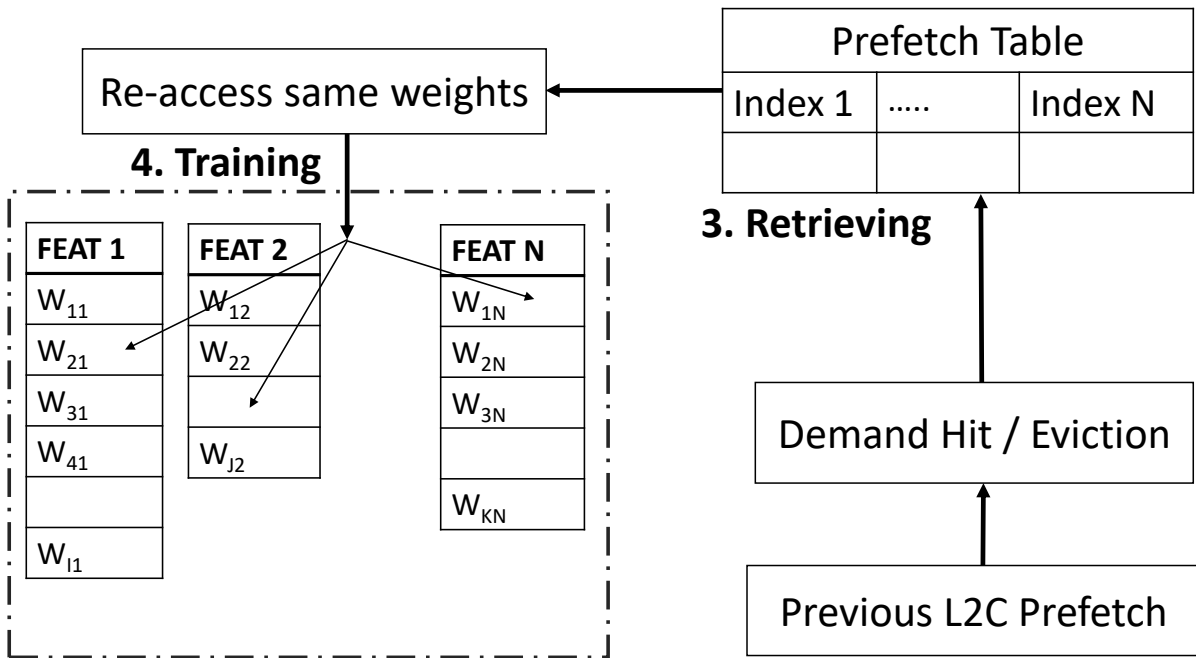 Prefetch Table
Index 1 ..... Index N
Re-access same weights
4. Training
3. Retrieving
FEAT 1
W11
W21
W31
W41
WI1
FEAT 2
W12
W22
WJ2
FEAT N
W1N
W2N
W3N
WKN
Demand Hit / Eviction
Previous L2C Prefetch